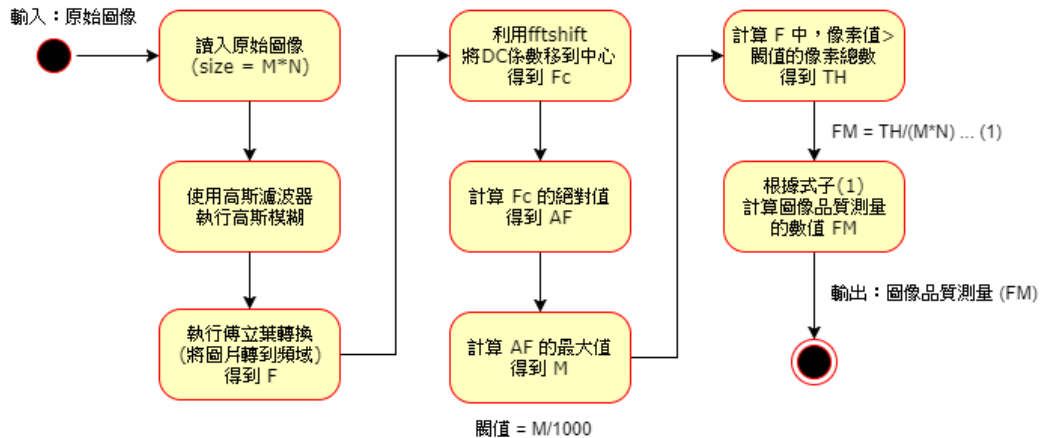 輸入：原始圖像
讀入原始圖像
(size = M*N)
使用高斯濾波器
執行高斯模糊
執行傅立葉轉換
(將圖片轉到頻域)
得到 F
利用fftshift
將DC係數移到中心
得到 Fc
計算 Fc 的絕對值
得到 AF
計算 AF 的最大值
得到 M
閥值 = M/1000
計算 F 中，像素值>
閥值的像素總數
得到 TH
FM = TH/(M*N) ... (1)
根據式子(1)
計算圖像品質測量
的數值 FM
輸出：圖像品質測量 (FM)